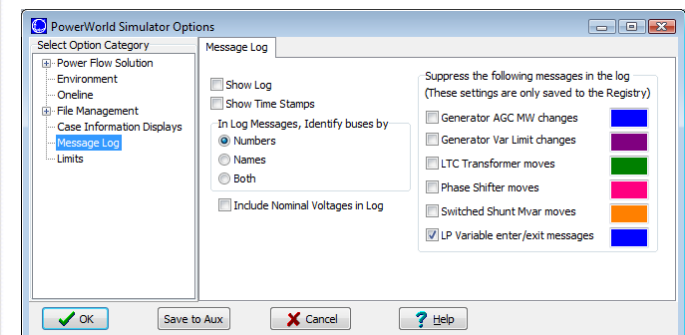 PowerWorld Simulator Options
Select Option Category
Power Flow Solution
Environment
Oneline
File Management
Case Information Displays
Message Log
Limits
Message Log
Show Log
Show Time Stamps
In Log Messages, Identify buses by
Numbers
Names
Both
Include Nominal Voltages in Log
Suppress the following messages in the log
(These settings are only saved to the Registry)
Generator AGC MW changes
Generator Var Limit changes
LTC Transformer moves
Phase Shifter moves
Switched Shunt Mvar moves
LP Variable enter/exit messages
OK
Save to Aux
Cancel
? Help